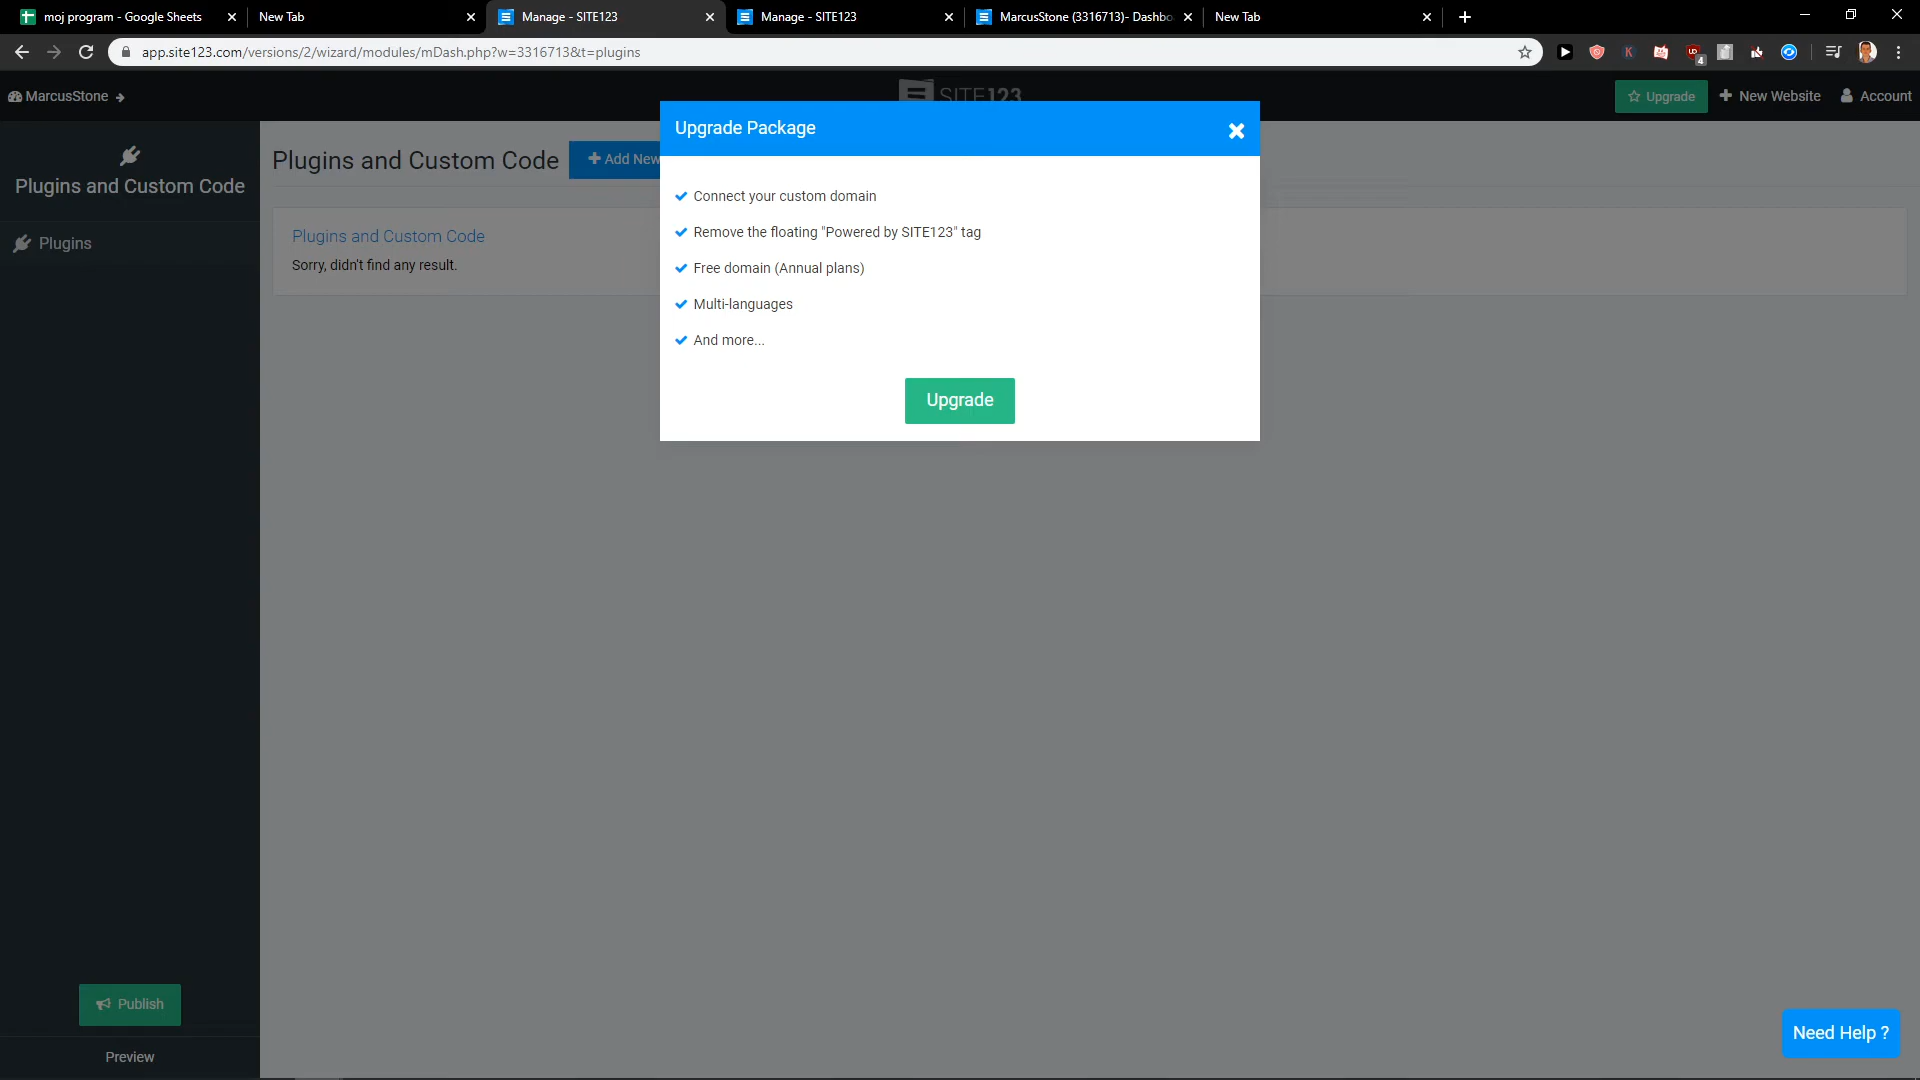 moj program - Google Sheets
New Tab
Manage - SITE123
Manage - SITE123
MarcusStone (3316713)- Dashbo
New Tab
app.site123.com/versions/2/wizard/modules/mDash.php?w=3316713&t=plugins
4
MarcusStone
SITE123
Upgrade
New Website
Account
Plugins and Custom Code
Plugins
Publish
Preview
Plugins and Custom Code
Add New
Plugins and Custom Code
Sorry, didn't find any result.
Upgrade Package
Connect your custom domain
Remove the floating "Powered by SITE123" tag
Free domain (Annual plans)
Multi-languages
And more...
Upgrade
Need Help ?